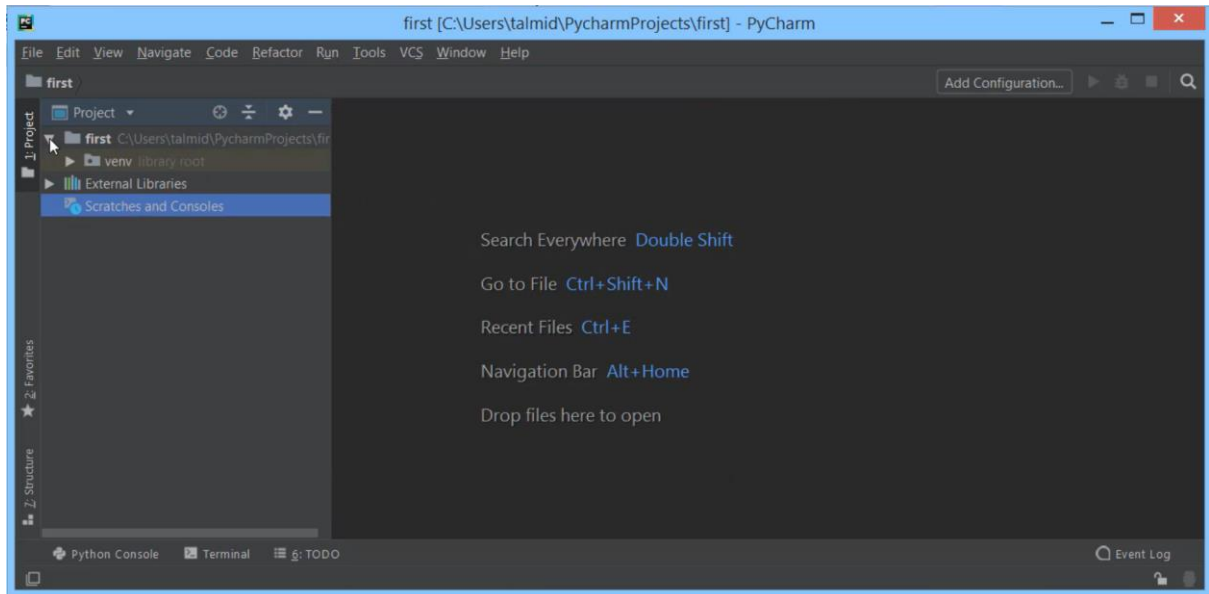 PC
first [C:\Users\talmid\PycharmProjects\first] - PyCharm
File Edit View Navigate Code Refactor Run Tools VCS Window Help
first
Add Configuration...
1: Project
Project
first C:\Users\talmid\PycharmProjects\fir
venv library root
External Libraries
Scratches and Consoles
Search Everywhere Double Shift
Go to File Ctrl+Shift+N
Recent Files Ctrl+E
Navigation Bar Alt+Home
Drop files here to open
2: Favorites
7: Structure
Python Console Terminal 6: TODO
Event Log